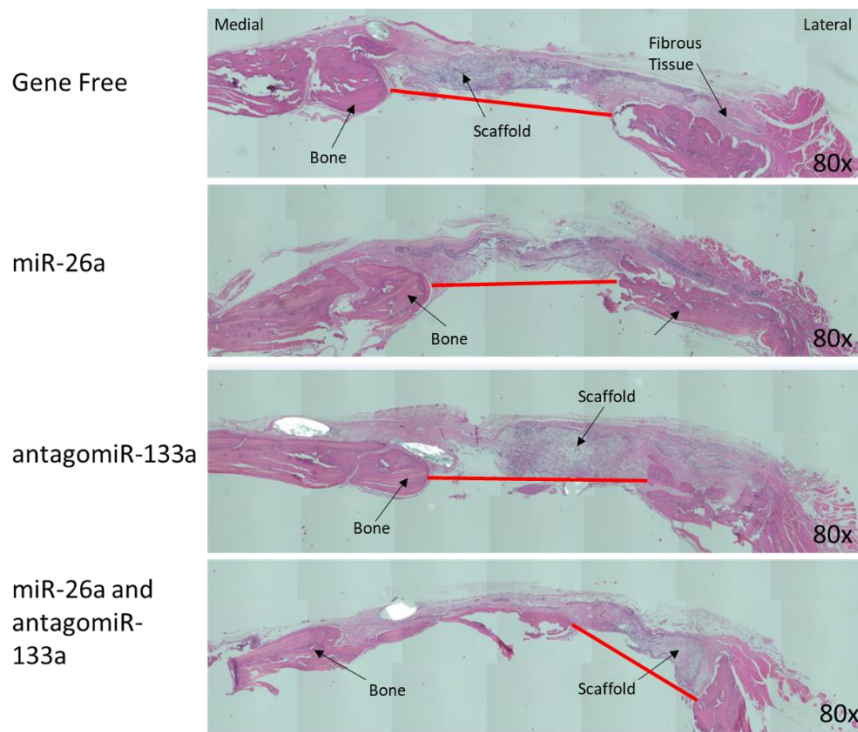 Medial
Lateral
Gene Free
Fibrous
Tissue
Scaffold
Bone
80x
miR-26a
Bone
80x
Scaffold
antagomiR-133a
Bone
80x
miR-26a and
antagomiR-
133a
Bone
Scaffold
80x